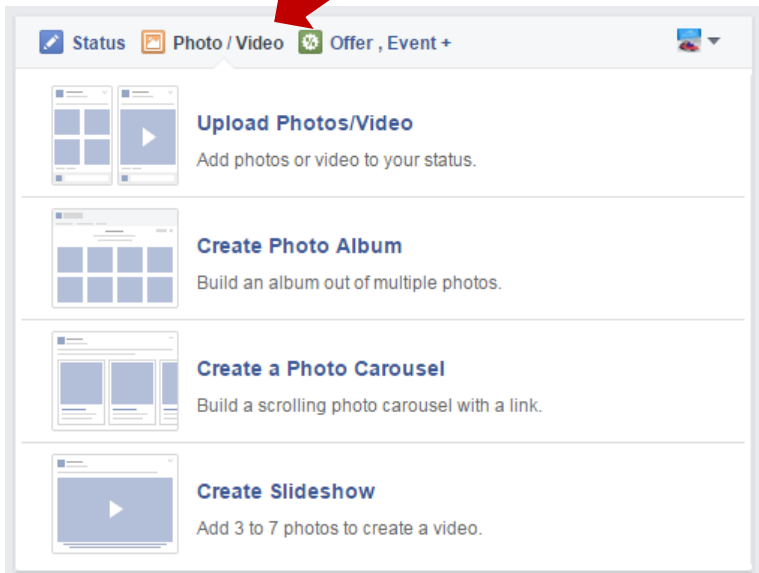 Status Photo / Video Offer , Event +
Upload Photos/Video
Add photos or video to your status.
Create Photo Album
Build an album out of multiple photos.
Create a Photo Carousel
Build a scrolling photo carousel with a link.
Create Slideshow
Add 3 to 7 photos to create a video.